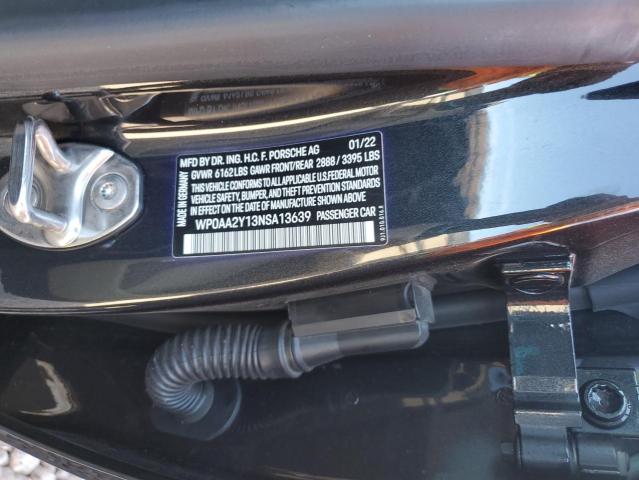 MFD BY DR. ING. H.C. F. PORSCHE AG 01/22
GVWR 6162LBS GAWR FRONT/REAR 2888 / 3395 LBS
THIS VEHICLE CONFORMS TO ALL APPLICABLE U.S. FEDERAL MOTOR VEHICLE
SAFETY, BUMPER, AND THEFT PREVENTION STANDARDS
IN EFFECT ON THE DATE OF MANUFACTURE SHOWN ABOVE
WP0AA2Y13NSA13639 PASSENGER CAR
MADE IN GERMANY